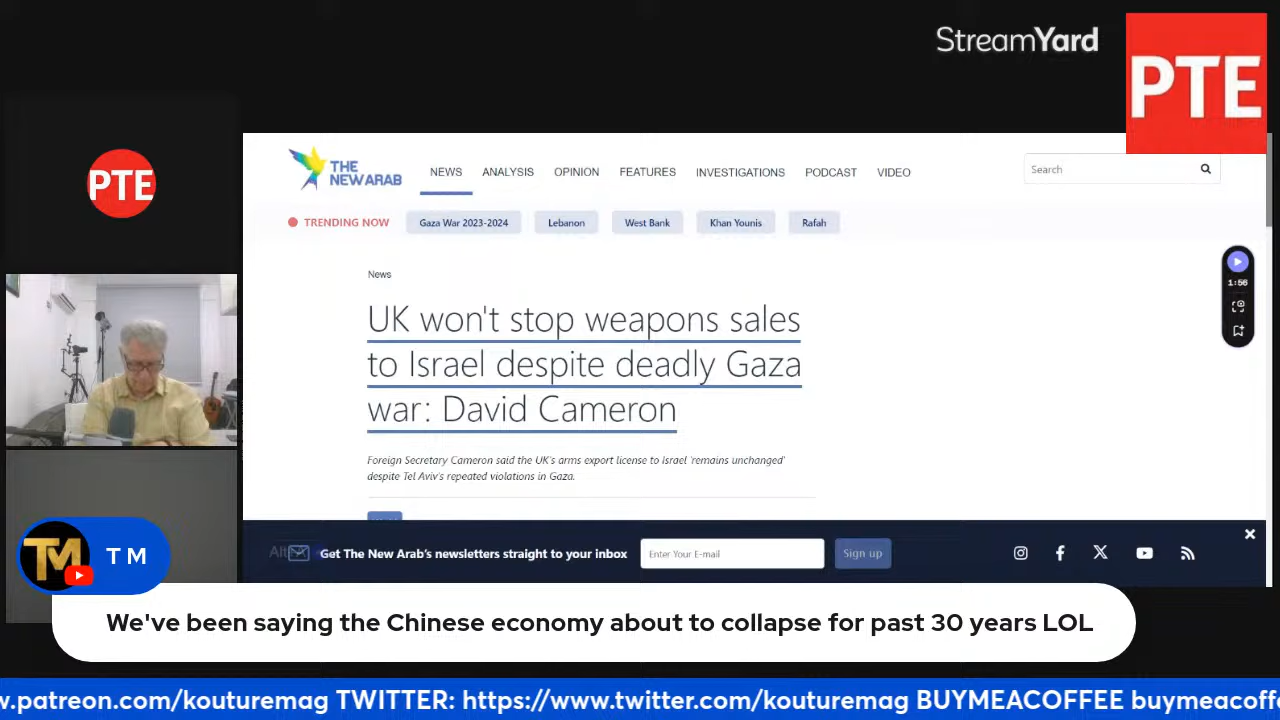 StreamYard
PTE
PTE
THE
NEW ARAB
NEWS ANALYSIS OPINION FEATURES INVESTIGATIONS PODCAST VIDEO
Search
TRENDING NOW Gaza War 2023-2024 Lebanon West Bank Khan Younis Rafah
1:56
News
UK won't stop weapons sales
to Israel despite deadly Gaza
war: David Cameron
Foreign Secretary Cameron said the UK's arms export license to Israel 'remains unchanged'
despite Tel Aviv's repeated violations in Gaza.
Get The New Arab's newsletters straight to your inbox Enter Your E-mail Sign up
TM
T M
We've been saying the Chinese economy about to collapse for past 30 years LOL
w.patreon.com/kouturemag TWITTER: https://www.twitter.com/kouturemag BUYMEACOFFEE buymeacoff